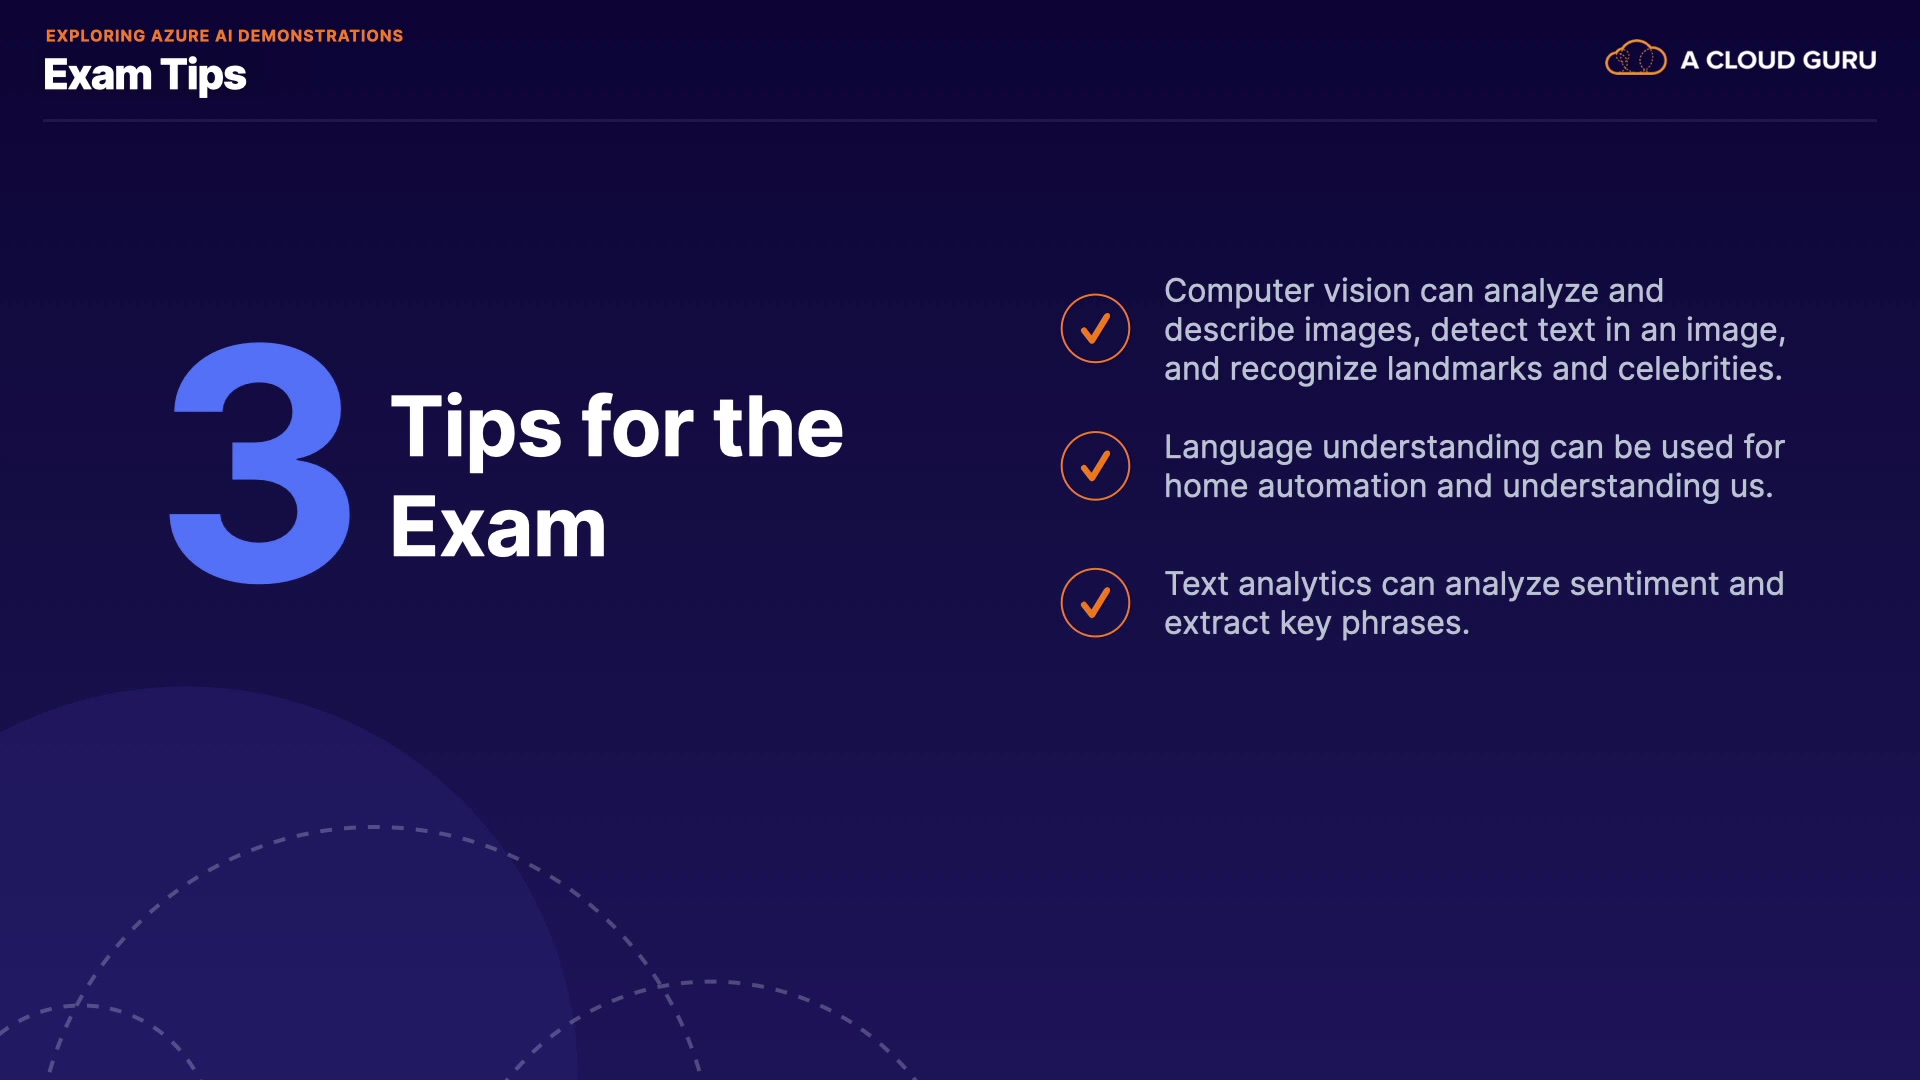 EXPLORING AZURE AI DEMONSTRATIONS
Exam Tips
A CLOUD GURU
3
Tips for the
Exam
Computer vision can analyze and
describe images, detect text in an image,
and recognize landmarks and celebrities.
Language understanding can be used for
home automation and understanding us.
Text analytics can analyze sentiment and
extract key phrases.